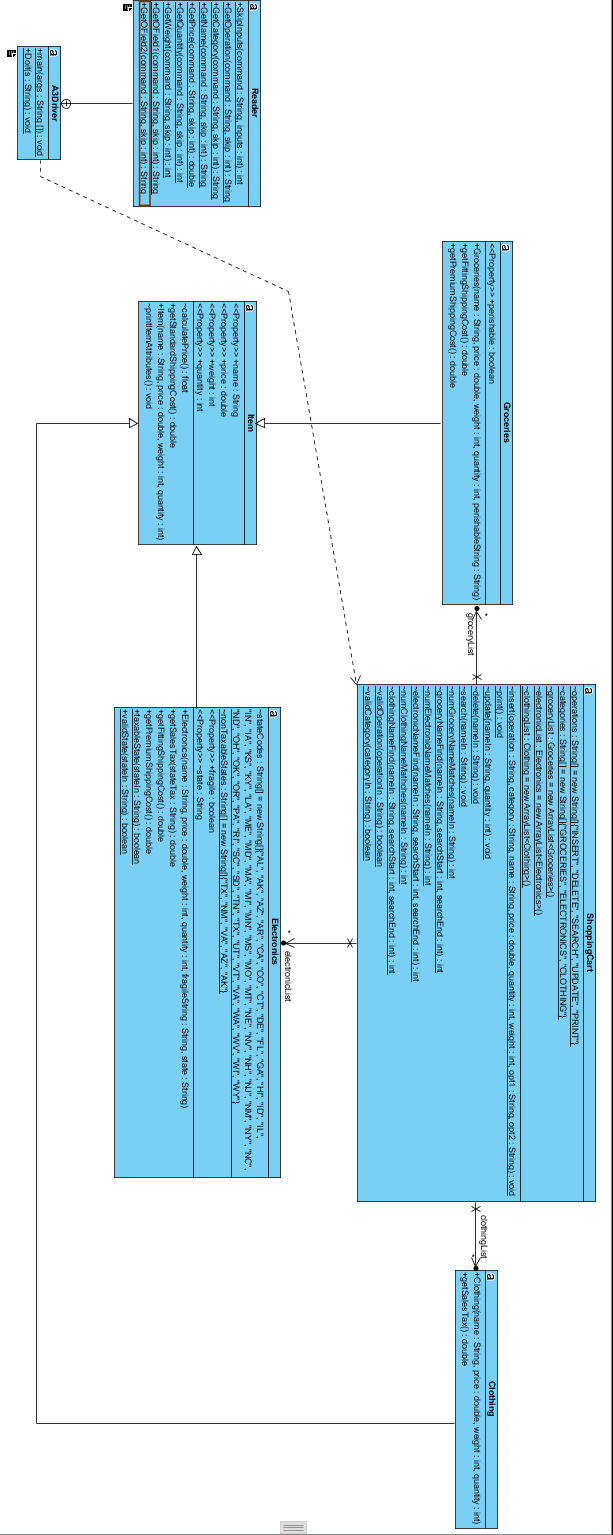 Reader
+SkipInputs(command : String, inputs : int) : int
+GetOperation(command : String, skip : int) : String
+GetCategory(command : String, skip : int) : String
+GetName(command : String, skip : int) : String
+GetPrice(command : String, skip : int) : double
+GetQuantity(command : String, skip : int) : int
+GetWeight(command : String, skip : int) : int
+GetOField1(command : String, skip : int) : String
+GetOField2(command : String, skip : int) : String
A3Driver
+main(args : String []) : void
+DoIt(s : String) : void
Groceries
<<Property>> +perishable : boolean
+Groceries(name : String, price : double, weight : int, quantity : int, perishableString : String)
+getFittingShippingCost() : double
+getPremiumShippingCost() : double
Item
<<Property>> +name : String
<<Property>> +price : double
<<Property>> +weight : int
<<Property>> +quantity : int
~calculatePrice() : float
+getStandardShippingCost() : double
+Item(name : String, price : double, weight : int, quantity : int)
~printItemAttributes() : void
*
groceryList
ShoppingCart
~operations : String[] = new String[]{"INSERT", "DELETE", "SEARCH", "UPDATE", "PRINT"}
~categories : String[] = new String[]{"GROCERIES", "ELECTRONICS", "CLOTHING"}
~groceryList : Groceries = new ArrayList<Groceries>()
~electronicList : Electronics = new ArrayList<Electronics>()
~clothingList : Clothing = new ArrayList<Clothing>()
~insert(operation : String, category : String, name : String, price : double, quantity : int, weight : int, opt1 : String, opt2 : String) : void
~print() : void
~update(nameIn : String, quantity : int) : void
~delete(nameIn : String) : void
~search(nameIn : String) : void
~numGroceryNameMatches(nameIn : String) : int
~groceryNameFind(nameIn : String, searchStart : int, searchEnd : int) : int
~numElectronicNameMatches(nameIn : String) : int
~electronicNameFind(nameIn : String, searchStart : int, searchEnd : int) : int
~numClothingNameMatches(nameIn : String) : int
~clothingNameFind(nameIn : String, searchStart : int, searchEnd : int) : int
~validOperation(operationIn : String) : boolean
~validCategory(categoryIn : String) : boolean
*
electronicList
Electronics
~stateCodes : String[] = new String[]{"AL", "AK", "AZ", "AR", "CA", "CO", "CT", "DE", "FL", "GA", "HI", "ID", "IL",
"IN", "IA", "KS", "KY", "LA", "ME", "MD", "MA", "MI", "MN", "MS", "MO", "MT", "NE", "NV", "NH", "NJ", "NM", "NY", "NC",
"ND", "OH", "OK", "OR", "PA", "RI", "SC", "SD", "TN", "TX", "UT", "VT", "VA", "WA", "WV", "WI", "WY"}
~nonTaxableStates : String[] = new String[]{"TX", "NM", "VA", "AZ", "AK"}
<<Property>> +fragile : boolean
<<Property>> ~state : String
+Electronics(name : String, price : double, weight : int, quantity : int, fragileString : String, state : String)
+getSalesTax(stateTax : String) : double
+getFittingShippingCost() : double
+getPremiumShippingCost() : double
+taxableState(stateIn : String) : boolean
+validState(stateIn : String) : boolean
clothingList
*
Clothing
+Clothing(name : String, price : double, weight : int, quantity : int)
+getSalesTax() : double